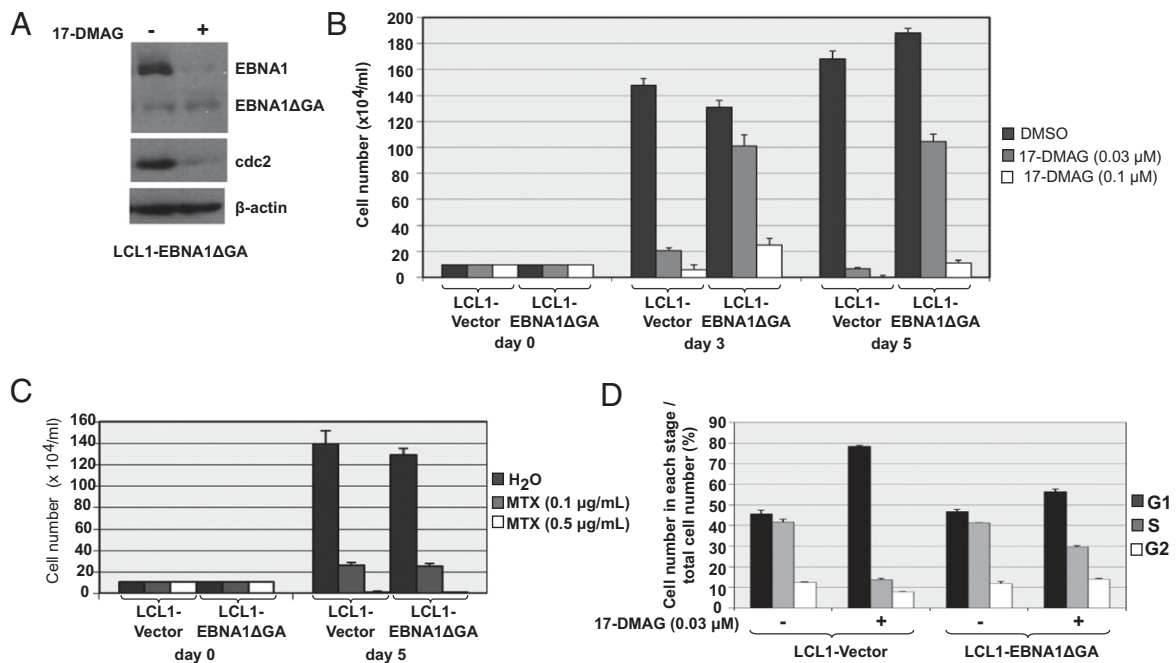 A
17-DMAG - +
EBNA1
EBNA1ΔGA
cdc2
β-actin
LCL1-EBNA1ΔGA
B
Cell number (x10⁴/ml)
200
180
160
140
120
100
80
60
40
20
0
LCL1-
Vector
LCL1-
EBNA1ΔGA
day 0
LCL1-
Vector
LCL1-
EBNA1ΔGA
day 3
LCL1-
Vector
LCL1-
EBNA1ΔGA
day 5
DMSO
17-DMAG (0.03 µM)
17-DMAG (0.1 µM)
C
Cell number (x 10⁴/ml)
160
140
120
100
80
60
40
20
0
LCL1-
Vector
LCL1-
EBNA1ΔGA
day 0
LCL1-
Vector
LCL1-
EBNA1ΔGA
day 5
H₂O
MTX (0.1 µg/mL)
MTX (0.5 µg/mL)
D
Cell number in each stage /
total cell number (%)
90
80
70
60
50
40
30
20
10
0
17-DMAG (0.03 µM) - + - +
LCL1-Vector LCL1-EBNA1ΔGA
G1
S
G2